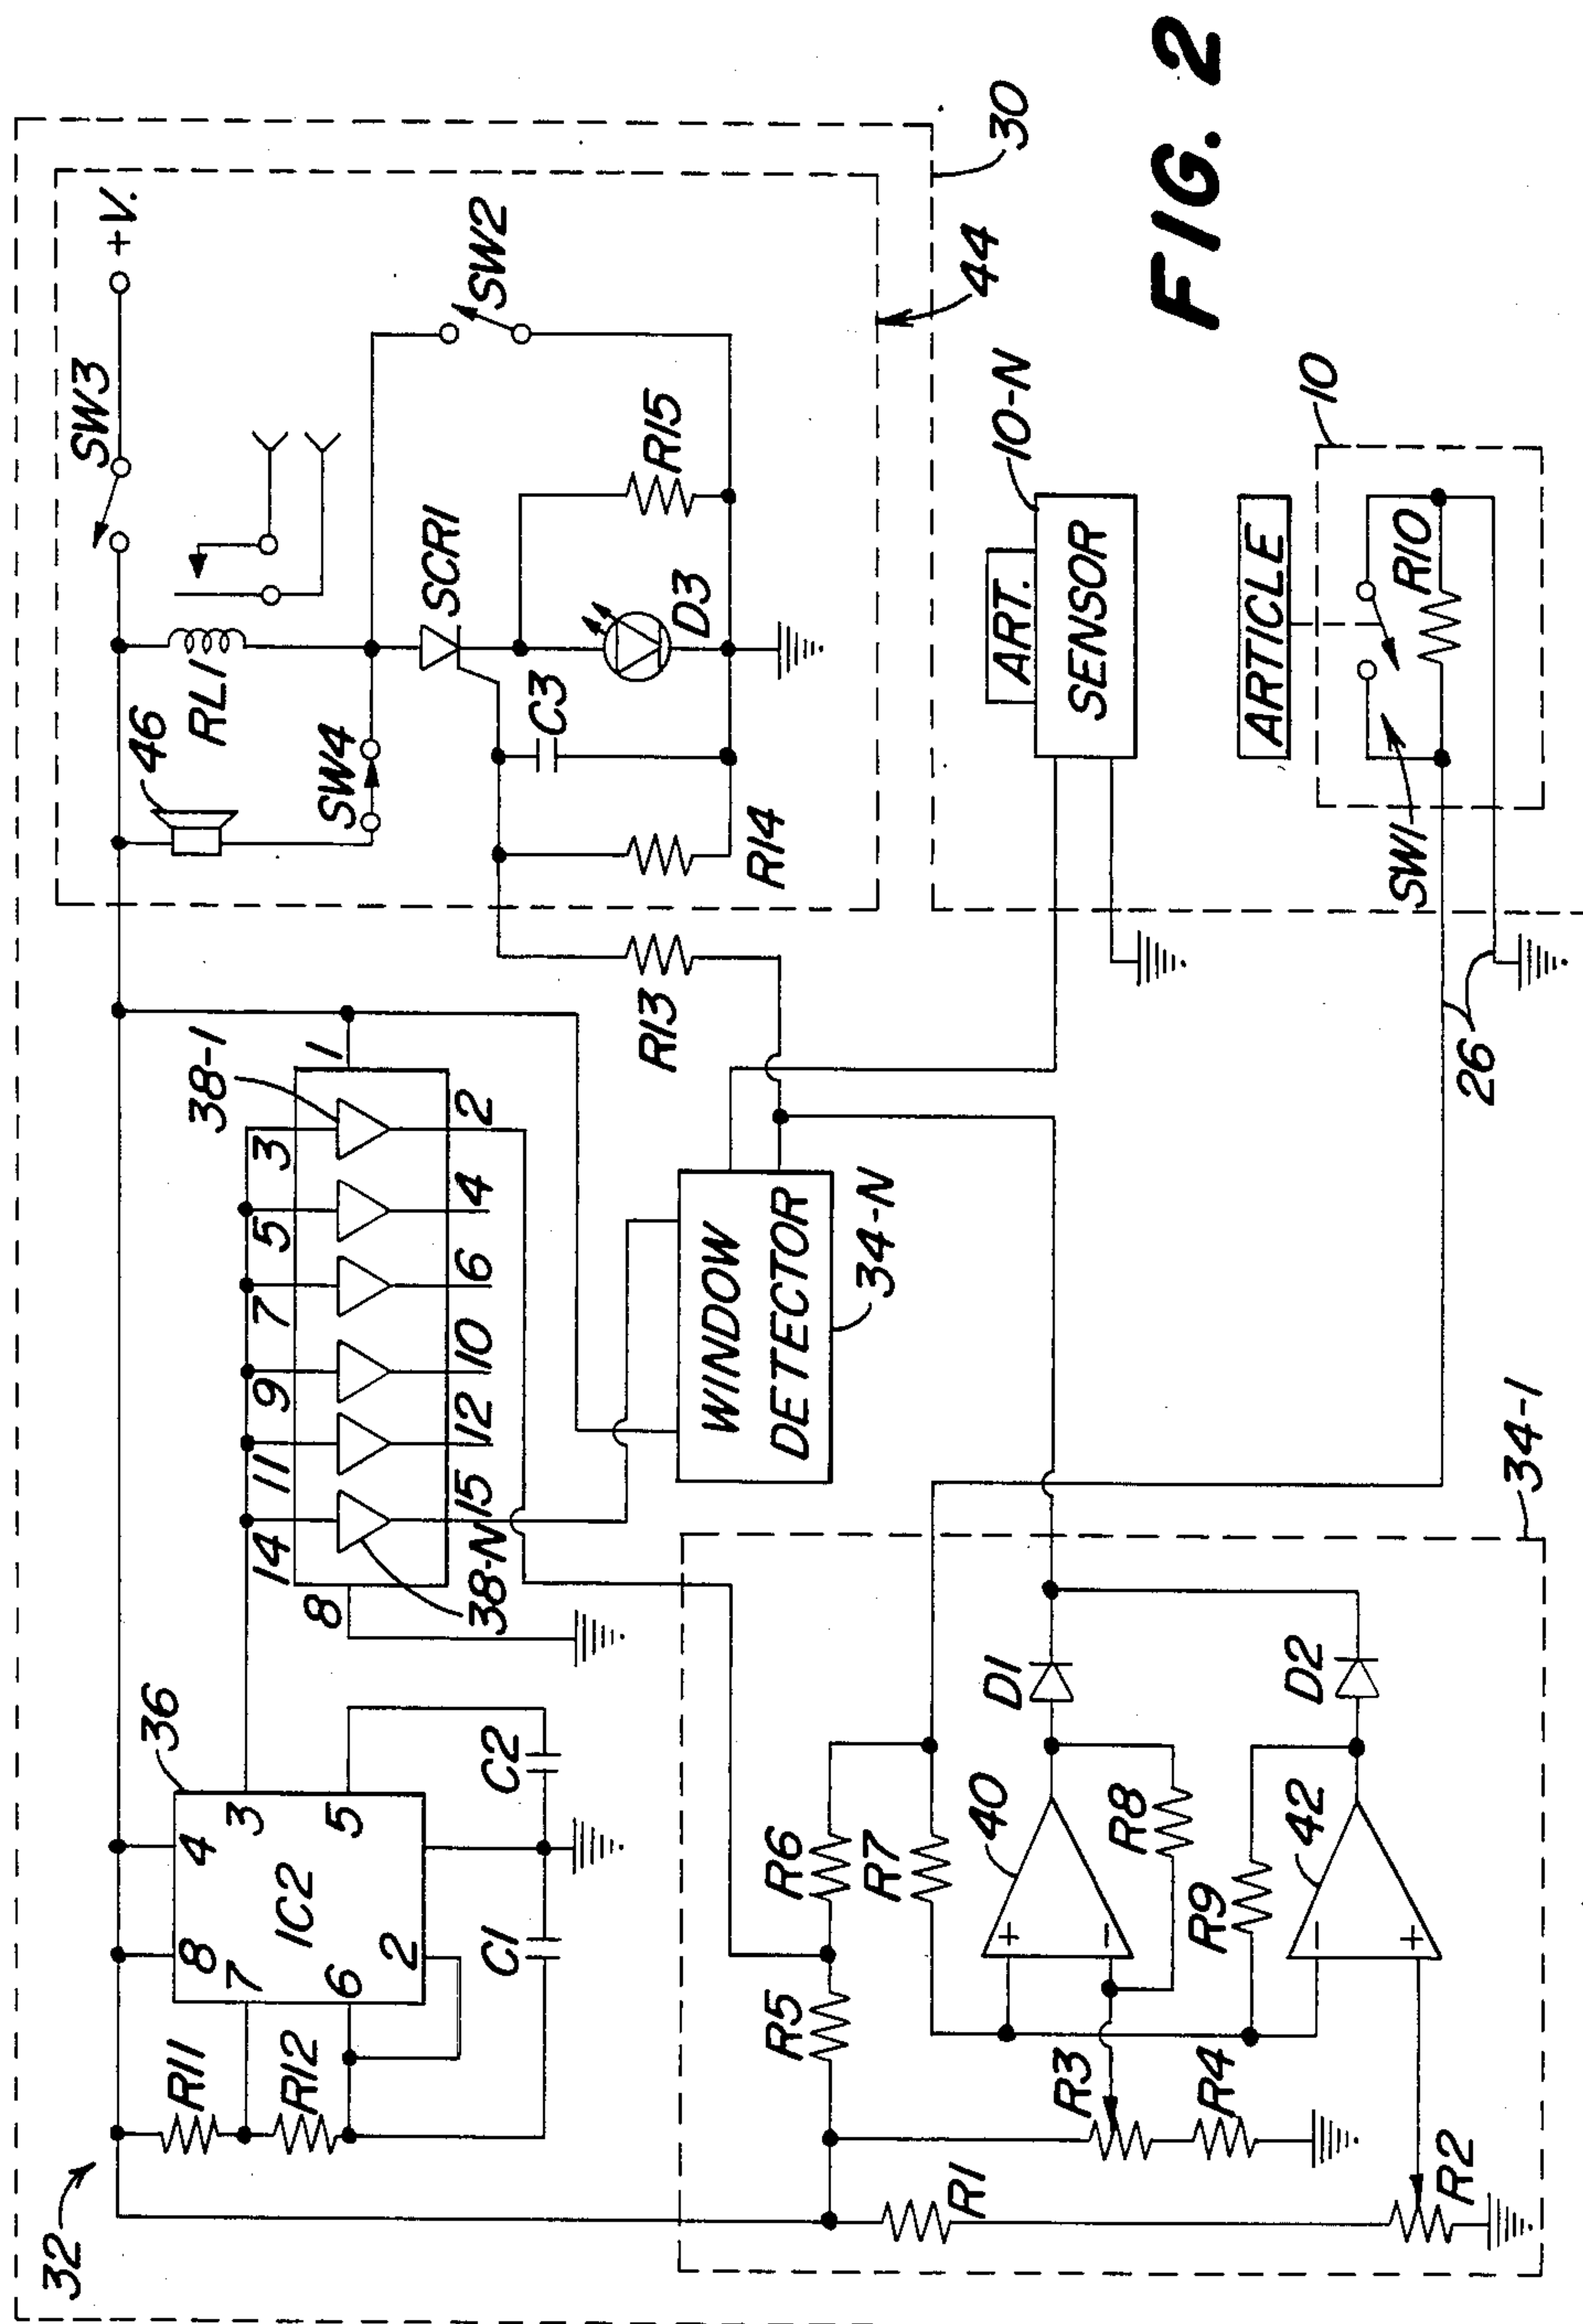 32
SW3
+V.
46
RL1
SW4
SCR1
SW2
R15
D3
C3
R14
44
30
R13
38-1
1
3
5
7
9
11
14
2
4
6
10
12
15
8
38-N
36
4
8
3
7
IC2
5
6
2
R11
R12
C1
C2
WINDOW
DETECTOR
34-N
ART.
SENSOR
10-N
ARTICLE
10
R10
SW1
26
34-1
R5
R6
R7
40
+
−
D1
R8
R9
42
−
+
D2
R3
R4
R1
R2
FIG. 2